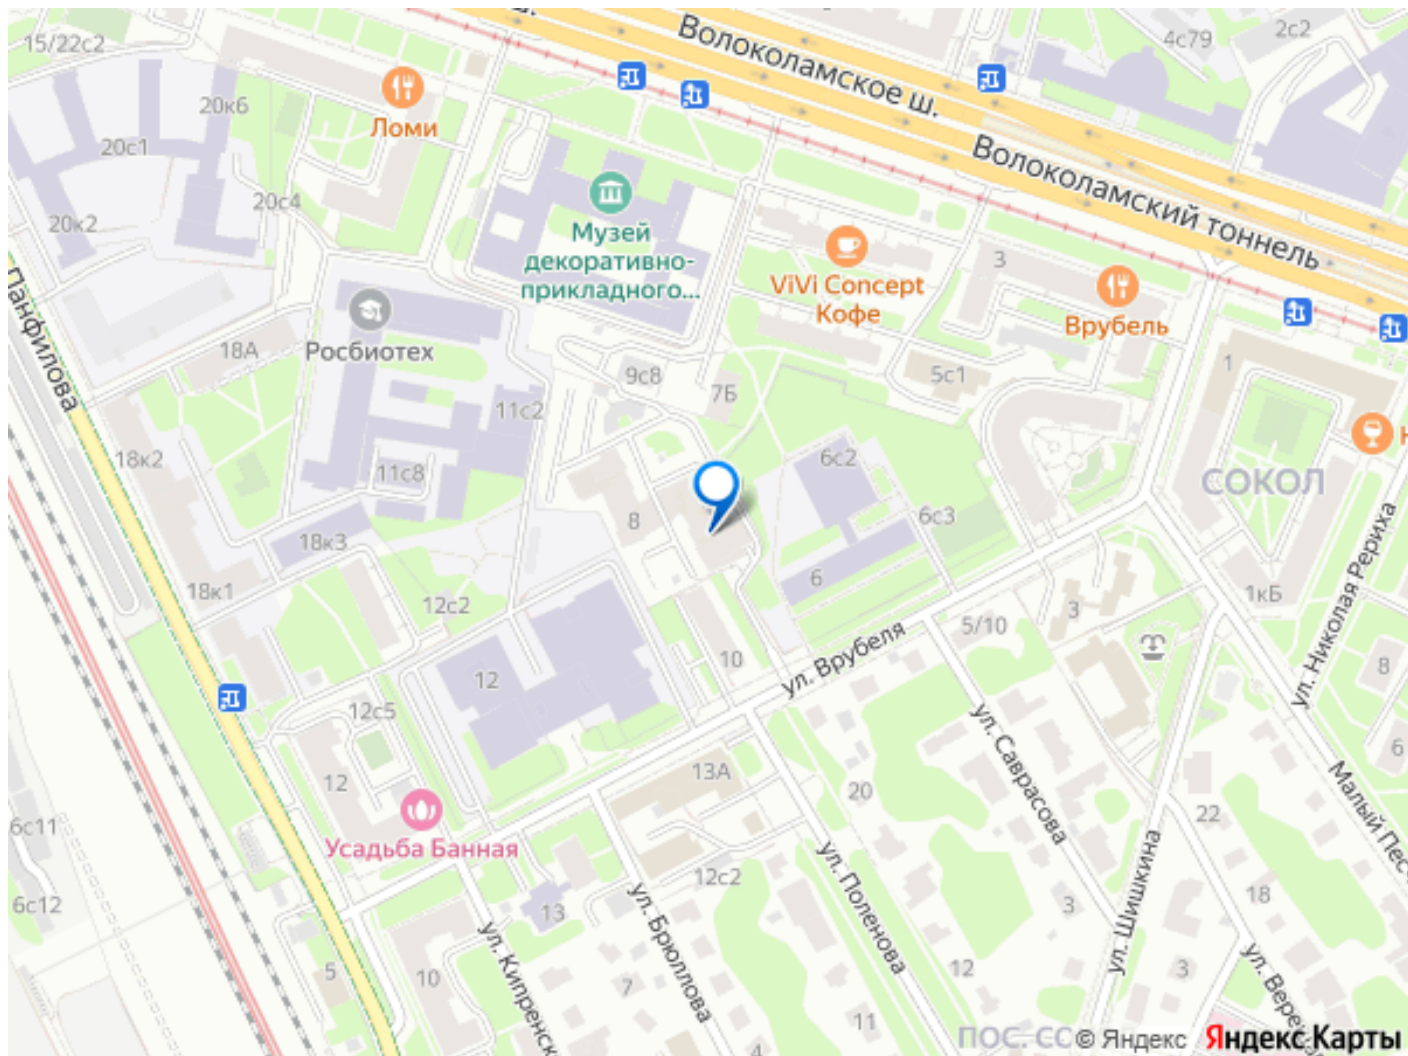 15/22с2
Волоколамское ш.
4с79
2с2
20к6
Ломи
20с1
Волоколамский тоннель
20к2
20с4
Музей
декоративно-
прикладного...
ViVi Concept
Кофе
3
Врубель
Панфилова
18А
Росбиотех
9с8
7Б
5с1
1
11с2
18к2
11с8
6с2
СОКОЛ
8
6с3
18к3
ул. Николая Рериха
18к1
12с2
6
3
1кБ
5/10
10
ул. Врубеля
8
12
12с5
ул. Саврасова
6
12
13А
20
Малый Пес
22
6с11
Усадьба Банная
ул. Поленова
ул. Шишкина
12с2
18
6с12
13
ул. Брюллова
3
ул. Кипренск
5
10
7
12
3
ул. Верес
11
4
ПОС. СО
© Яндекс
Яндекс Карты